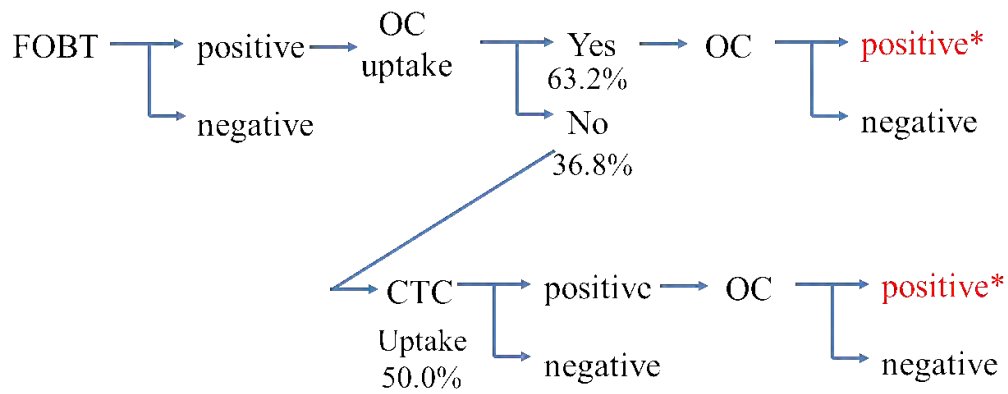 FOBT
positive
negative
OC
uptake
Yes
63.2%
No
36.8%
OC
positive*
negative
CTC
Uptake
50.0%
positive
negative
OC
positive*
negative